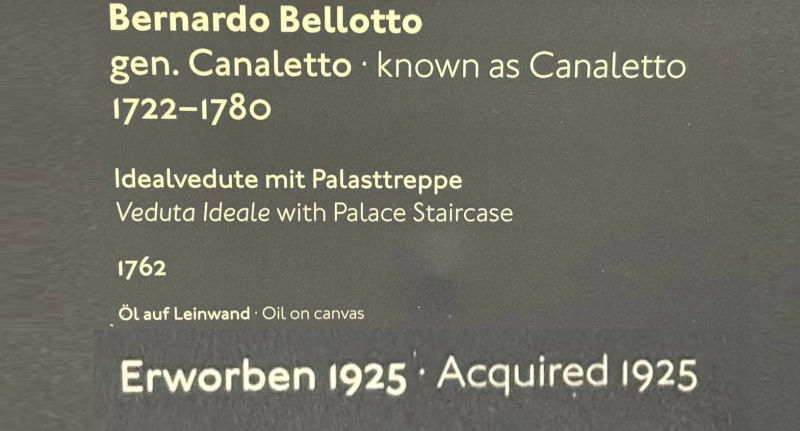 Bernardo Bellotto
gen. Canaletto · known as Canaletto
1722–1780
Idealvedute mit Palasttreppe
Veduta Ideale with Palace Staircase
1762
Öl auf Leinwand · Oil on canvas
Erworben 1925 · Acquired 1925